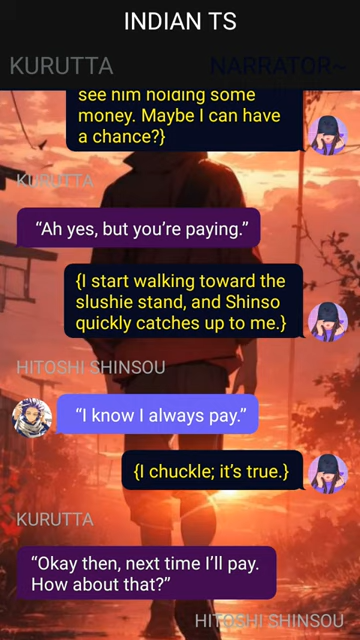 INDIAN TS
KURUTTA
NARRATOR~
see him holding some
money. Maybe I can have
a chance?}
KURUTTA
“Ah yes, but you’re paying.”
{I start walking toward the
slushie stand, and Shinso
quickly catches up to me.}
HITOSHI SHINSOU
“I know I always pay.”
{I chuckle; it’s true.}
KURUTTA
“Okay then, next time I’ll pay.
How about that?”
HITOSHI SHINSOU